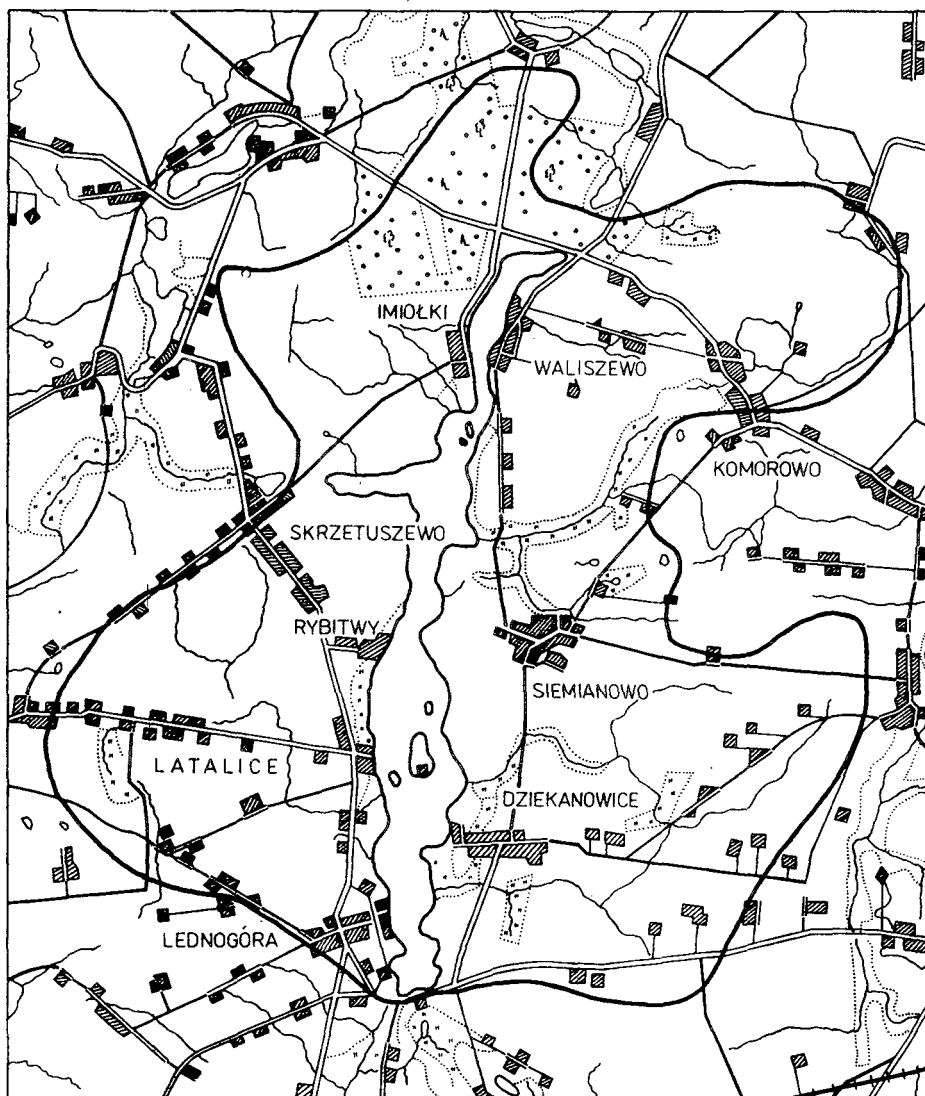 IMIOŁKI
WALISZEWO
KOMOROWO
SKRZETUSZEWO
RYBITWY
SIEMIANOWO
LATALICE
DZIEKANOWICE
LEDNOGÓRA